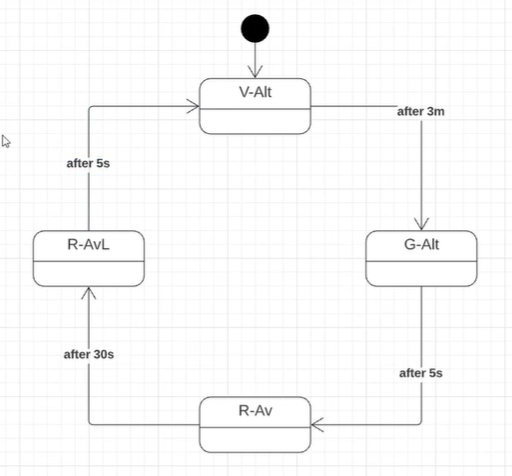 V-Alt
after 3m
after 5s
R-AvL
G-Alt
after 30s
after 5s
R-Av